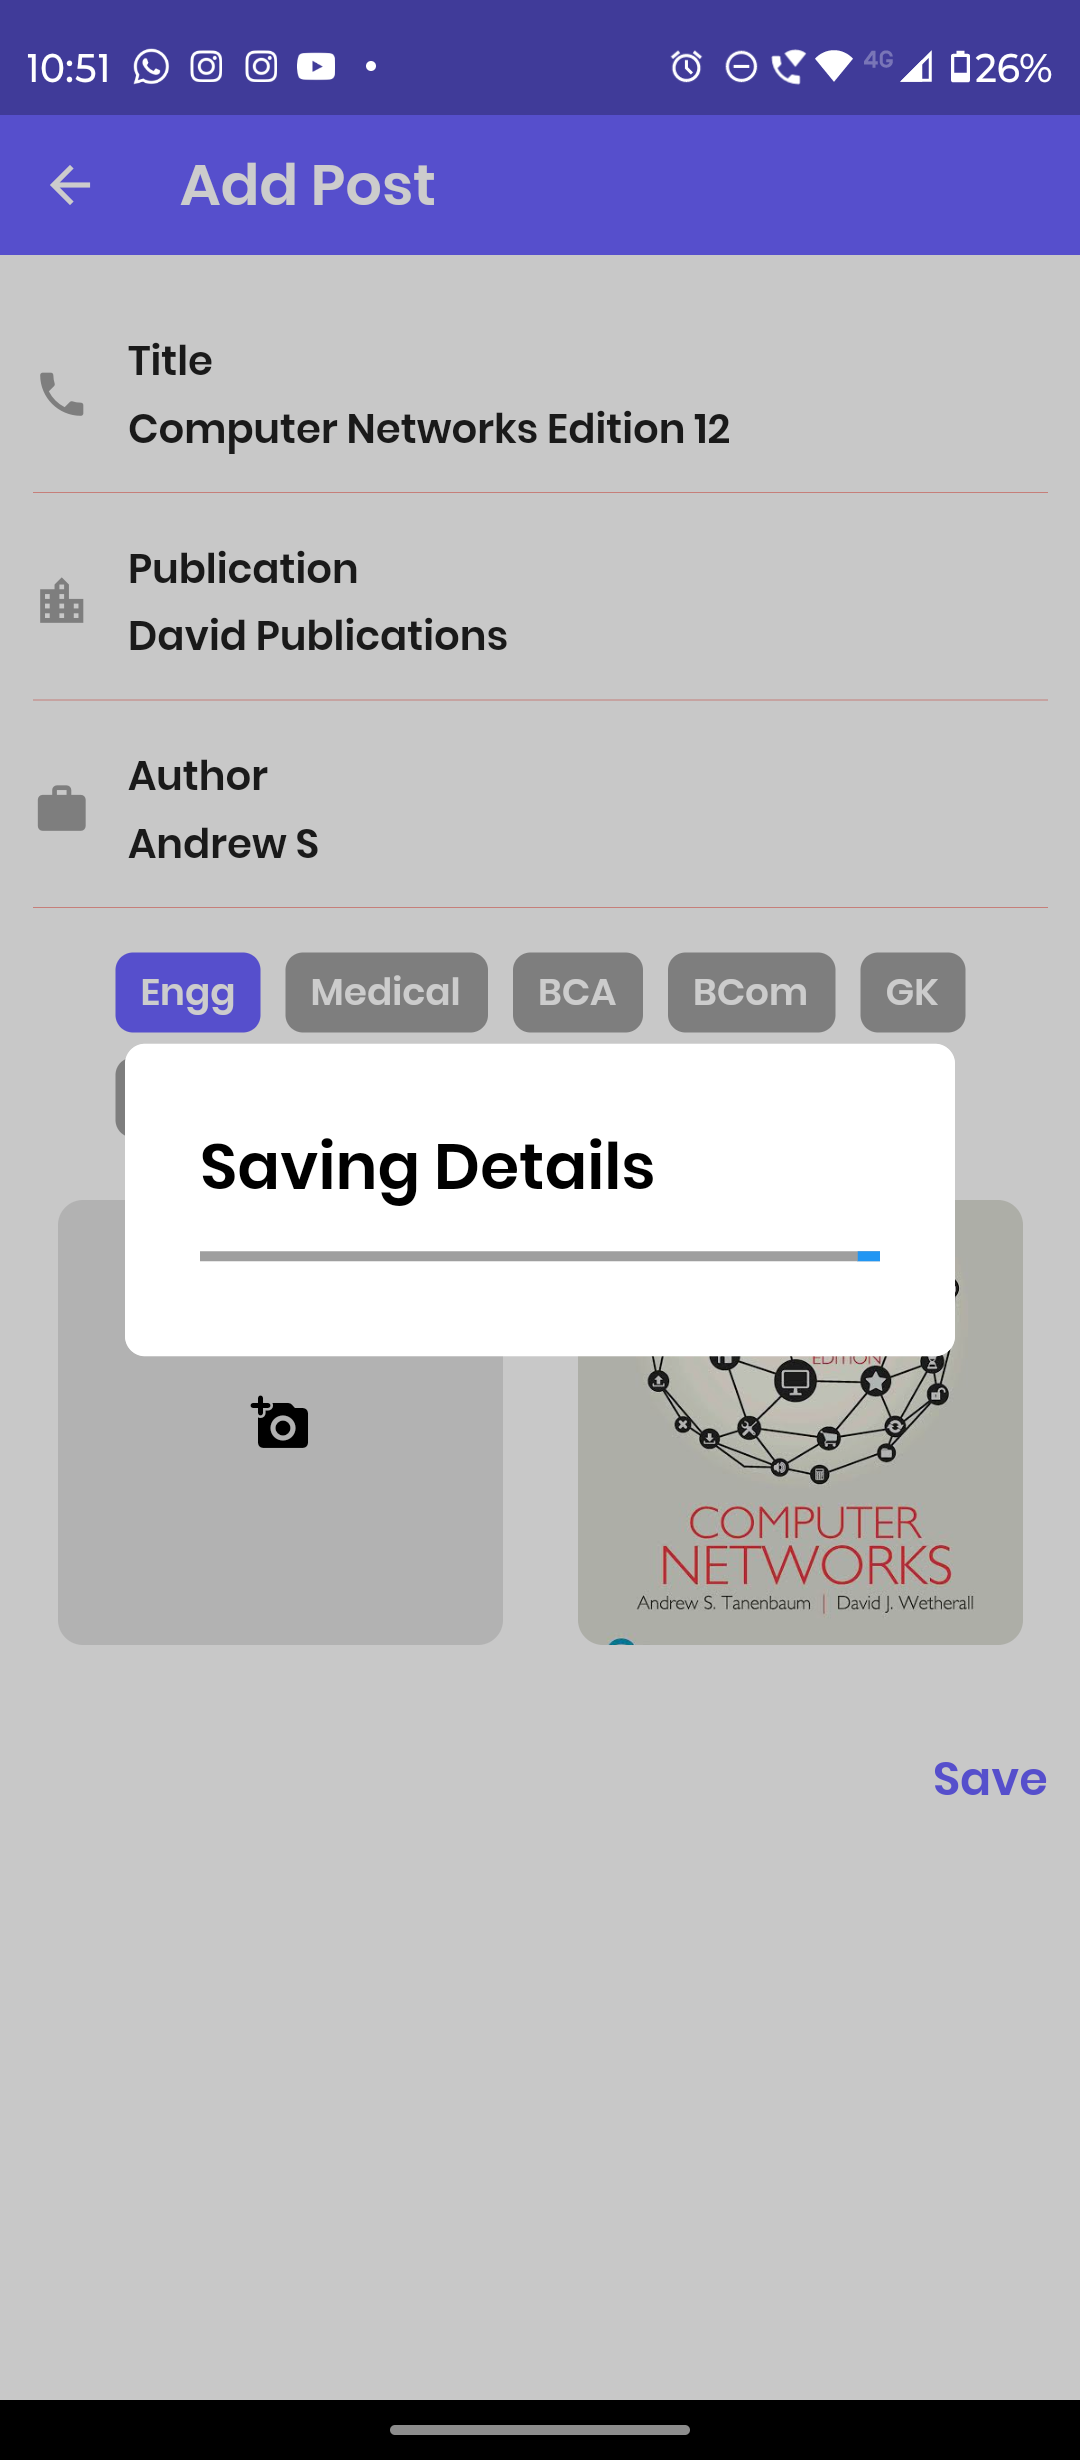 10:51 4G 26%
Add Post
Title
Computer Networks Edition 12
Publication
David Publications
Author
Andrew S
Engg Medical BCA BCom GK
Saving Details
EDITION
COMPUTER
NETWORKS
Andrew S. Tanenbaum | David J. Wetherall
Save